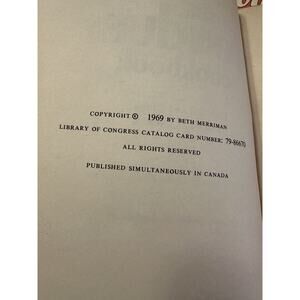 COPYRIGHT © 1969 BY BETH MERRIMAN
LIBRARY OF CONGRESS CATALOG CARD NUMBER: 79-86670
ALL RIGHTS RESERVED
PUBLISHED SIMULTANEOUSLY IN CANADA